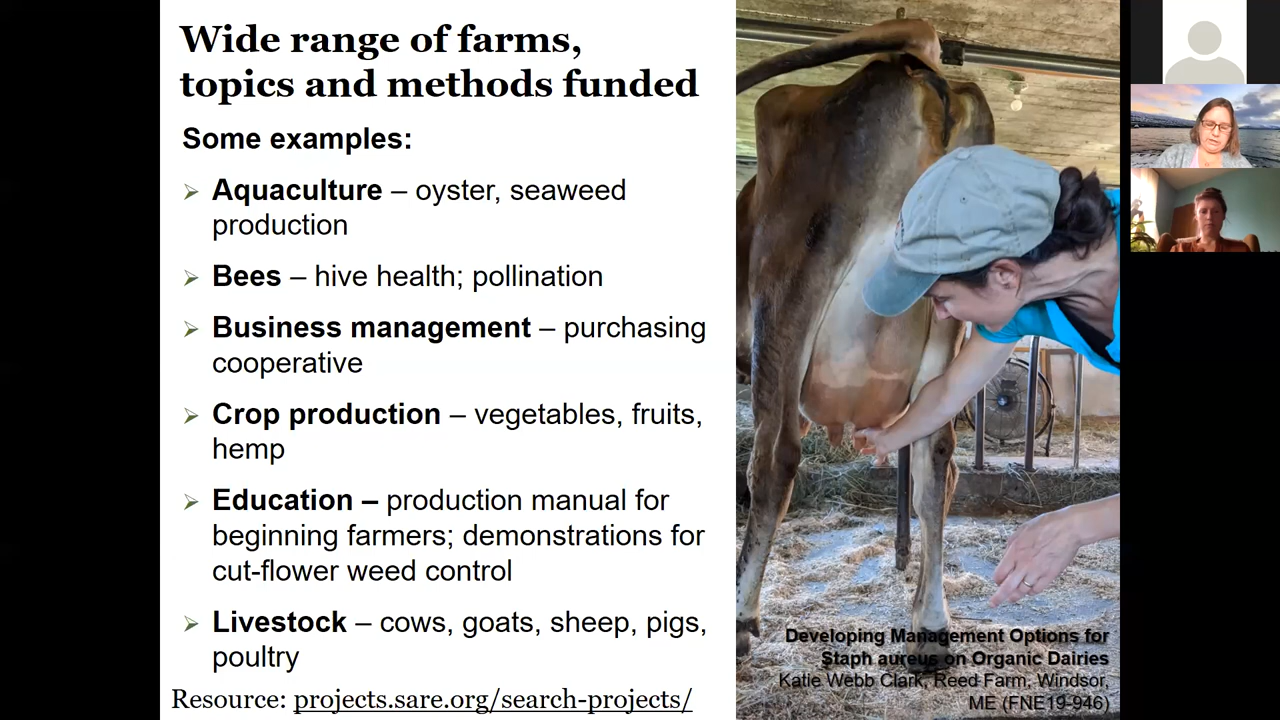 Wide range of farms,
topics and methods funded
Some examples:
Aquaculture – oyster, seaweed
production
Bees – hive health; pollination
Business management – purchasing
cooperative
Crop production – vegetables, fruits,
hemp
Education – production manual for
beginning farmers; demonstrations for
cut-flower weed control
Livestock – cows, goats, sheep, pigs,
poultry
Resource: projects.sare.org/search-projects/
Developing Management Options for
Staph aureus on Organic Dairies
Katie Webb Clark, Reed Farm, Windsor,
ME (FNE19-946)